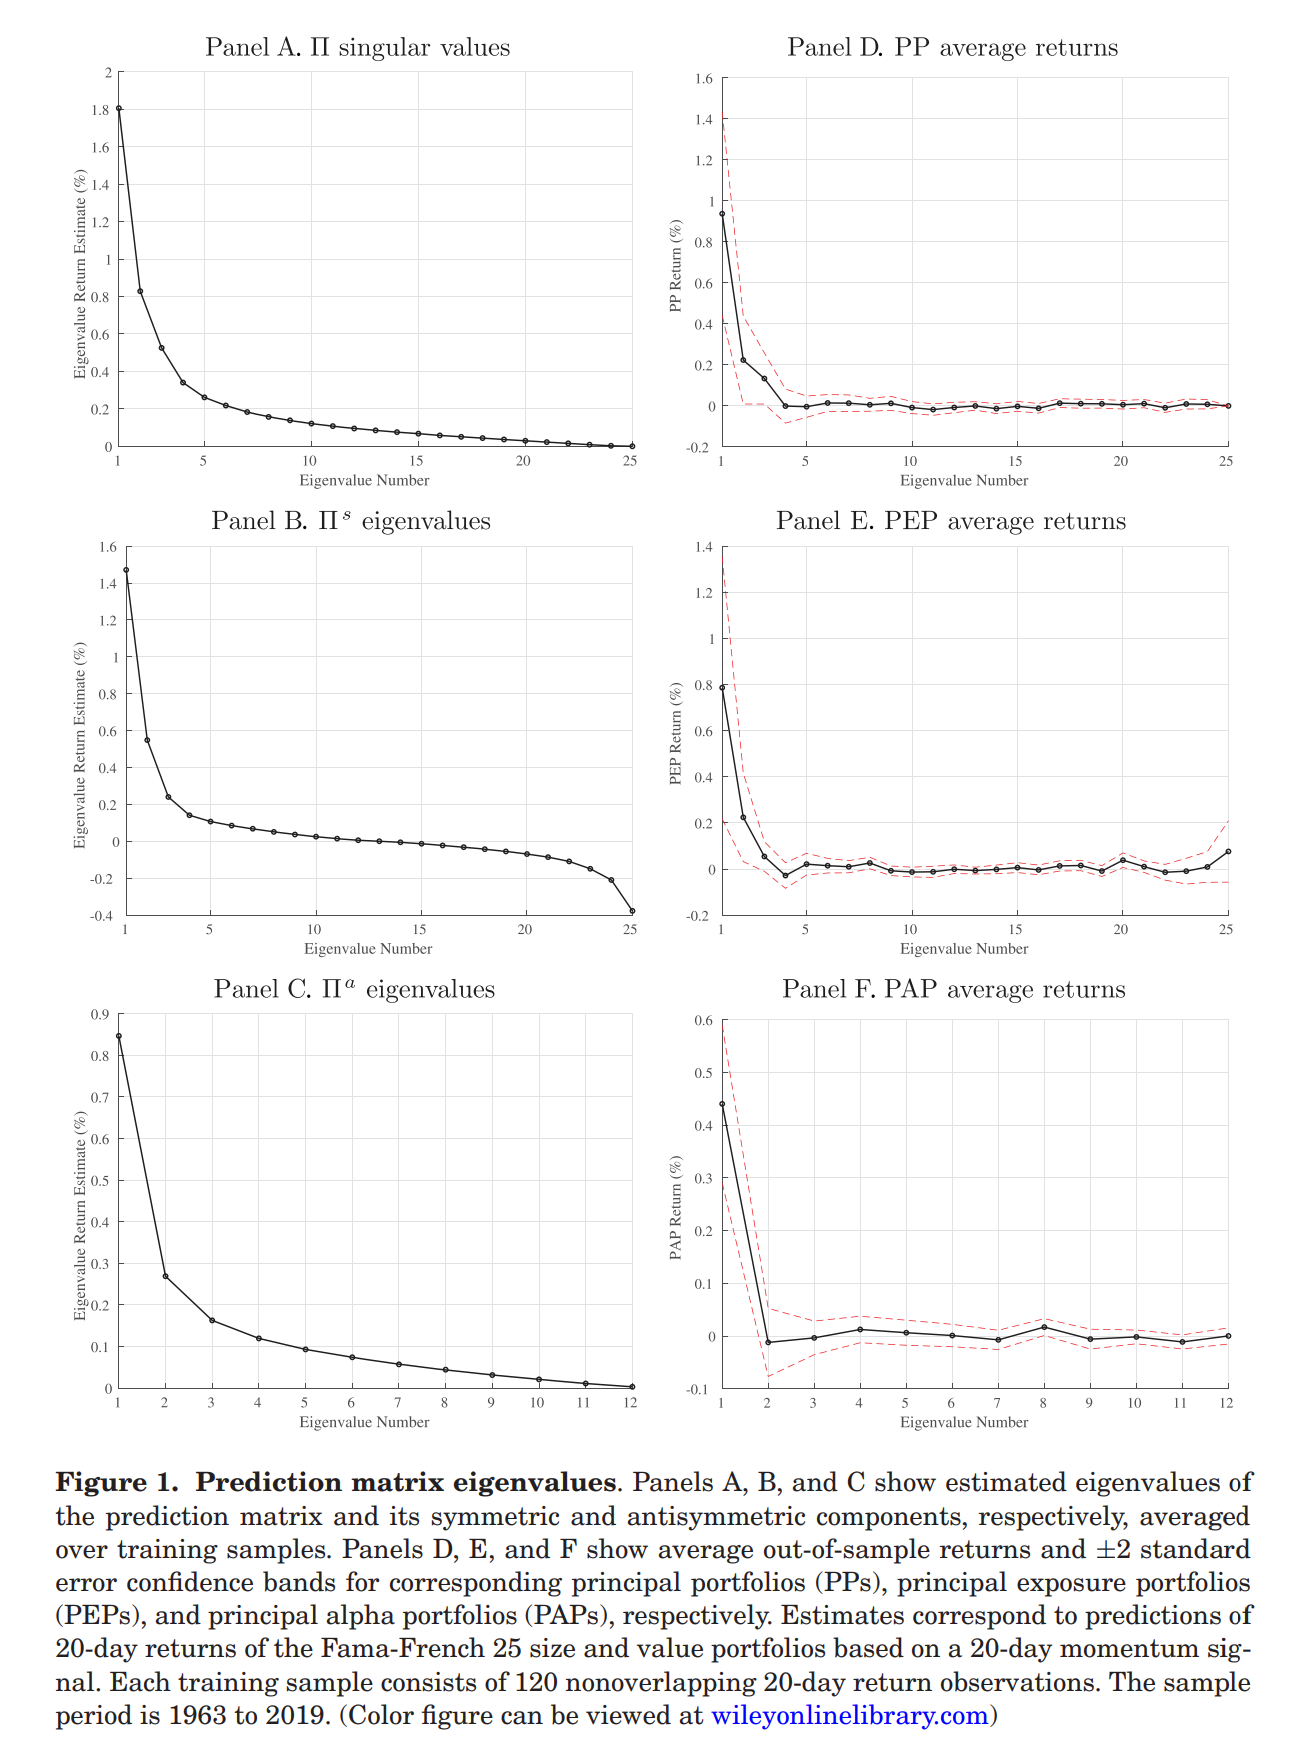 Panel A. Π singular values
Eigenvalue Return Estimate (%)
2
1.8
1.6
1.4
1.2
1
0.8
0.6
0.4
0.2
0
1 5 10 15 20 25
Eigenvalue Number
Panel D. PP average returns
PP Return (%)
1.6
1.4
1.2
1
0.8
0.6
0.4
0.2
0
-0.2
1 5 10 15 20 25
Eigenvalue Number
Panel B. Πˢ eigenvalues
Eigenvalue Return Estimate (%)
1.6
1.4
1.2
1
0.8
0.6
0.4
0.2
0
-0.2
-0.4
1 5 10 15 20 25
Eigenvalue Number
Panel E. PEP average returns
PEP Return (%)
1.4
1.2
1
0.8
0.6
0.4
0.2
0
-0.2
1 5 10 15 20 25
Eigenvalue Number
Panel C. Πᵃ eigenvalues
Eigenvalue Return Estimate (%)
0.9
0.8
0.7
0.6
0.5
0.4
0.3
0.2
0.1
0
1 2 3 4 5 6 7 8 9 10 11 12
Eigenvalue Number
Panel F. PAP average returns
PAP Return (%)
0.6
0.5
0.4
0.3
0.2
0.1
0
-0.1
1 2 3 4 5 6 7 8 9 10 11 12
Eigenvalue Number
Figure 1. Prediction matrix eigenvalues. Panels A, B, and C show estimated eigenvalues of
the prediction matrix and its symmetric and antisymmetric components, respectively, averaged
over training samples. Panels D, E, and F show average out-of-sample returns and ±2 standard
error confidence bands for corresponding principal portfolios (PPs), principal exposure portfolios
(PEPs), and principal alpha portfolios (PAPs), respectively. Estimates correspond to predictions of
20-day returns of the Fama-French 25 size and value portfolios based on a 20-day momentum sig-
nal. Each training sample consists of 120 nonoverlapping 20-day return observations. The sample
period is 1963 to 2019. (Color figure can be viewed at wileyonlinelibrary.com)